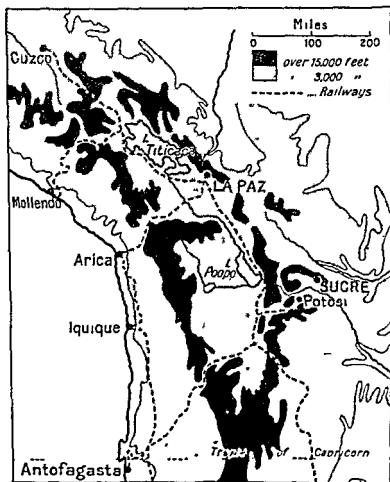 Miles
0 100 200
over 15,000 feet
" 3,000 "
Railways
Cuzco
L.
Titicaca
LA PAZ
Mollendo
Arica
L.
Poopo
SUCRE
Potosi
Iquique
Tropic of Capricorn
Antofagasta